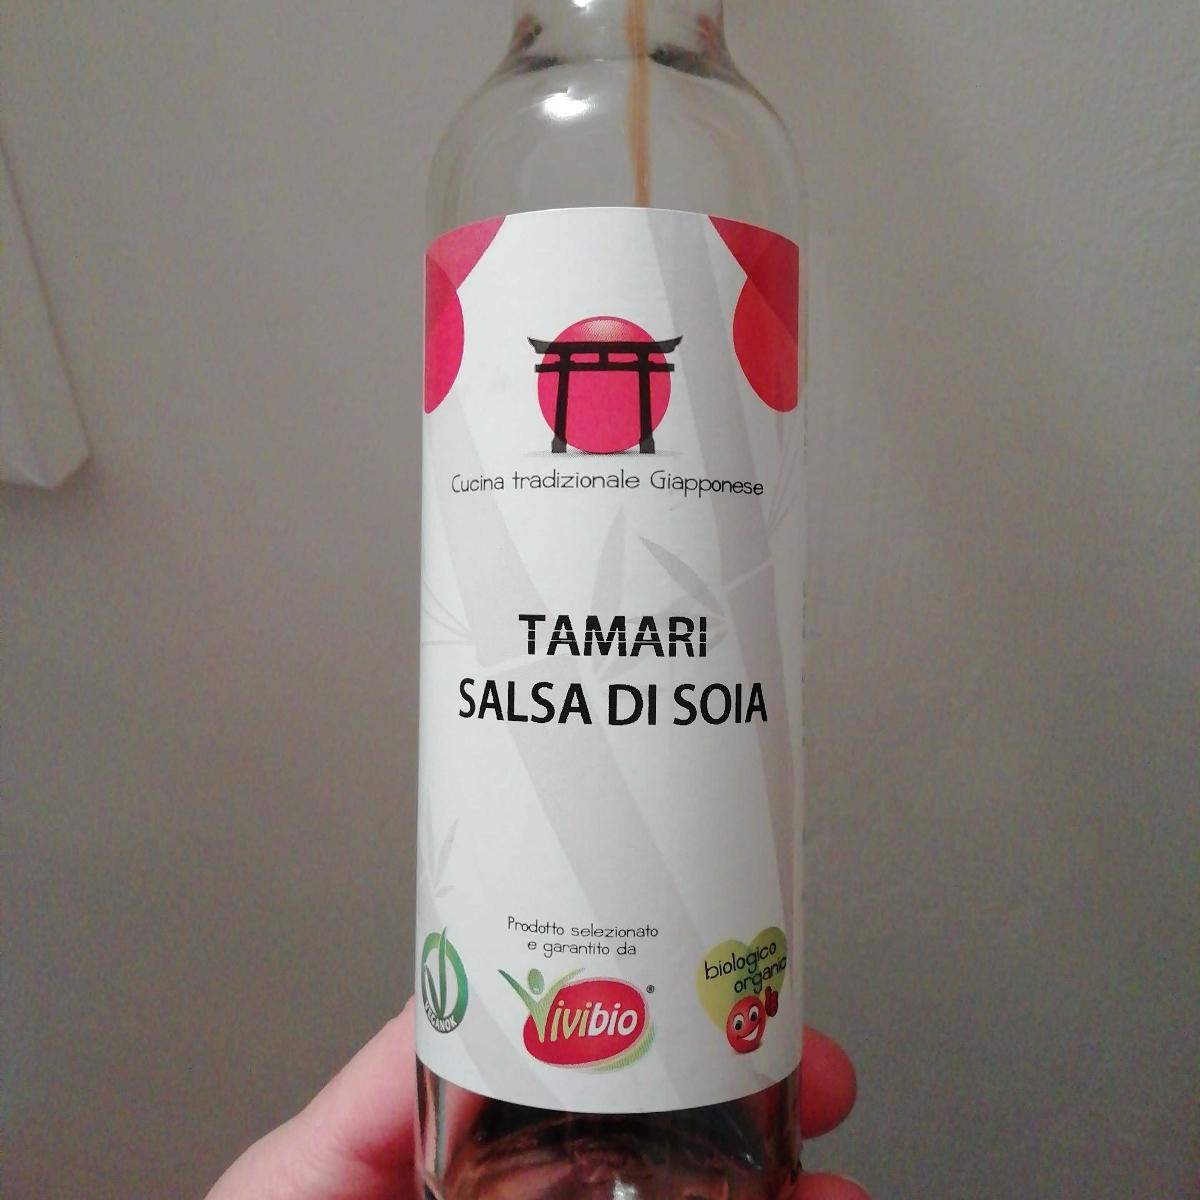 Cucina tradizionale Giapponese
TAMARI
SALSA DI SOIA
Prodotto selezionato
e garantito da
Vivibio®
VEGANOK
biologico
organic